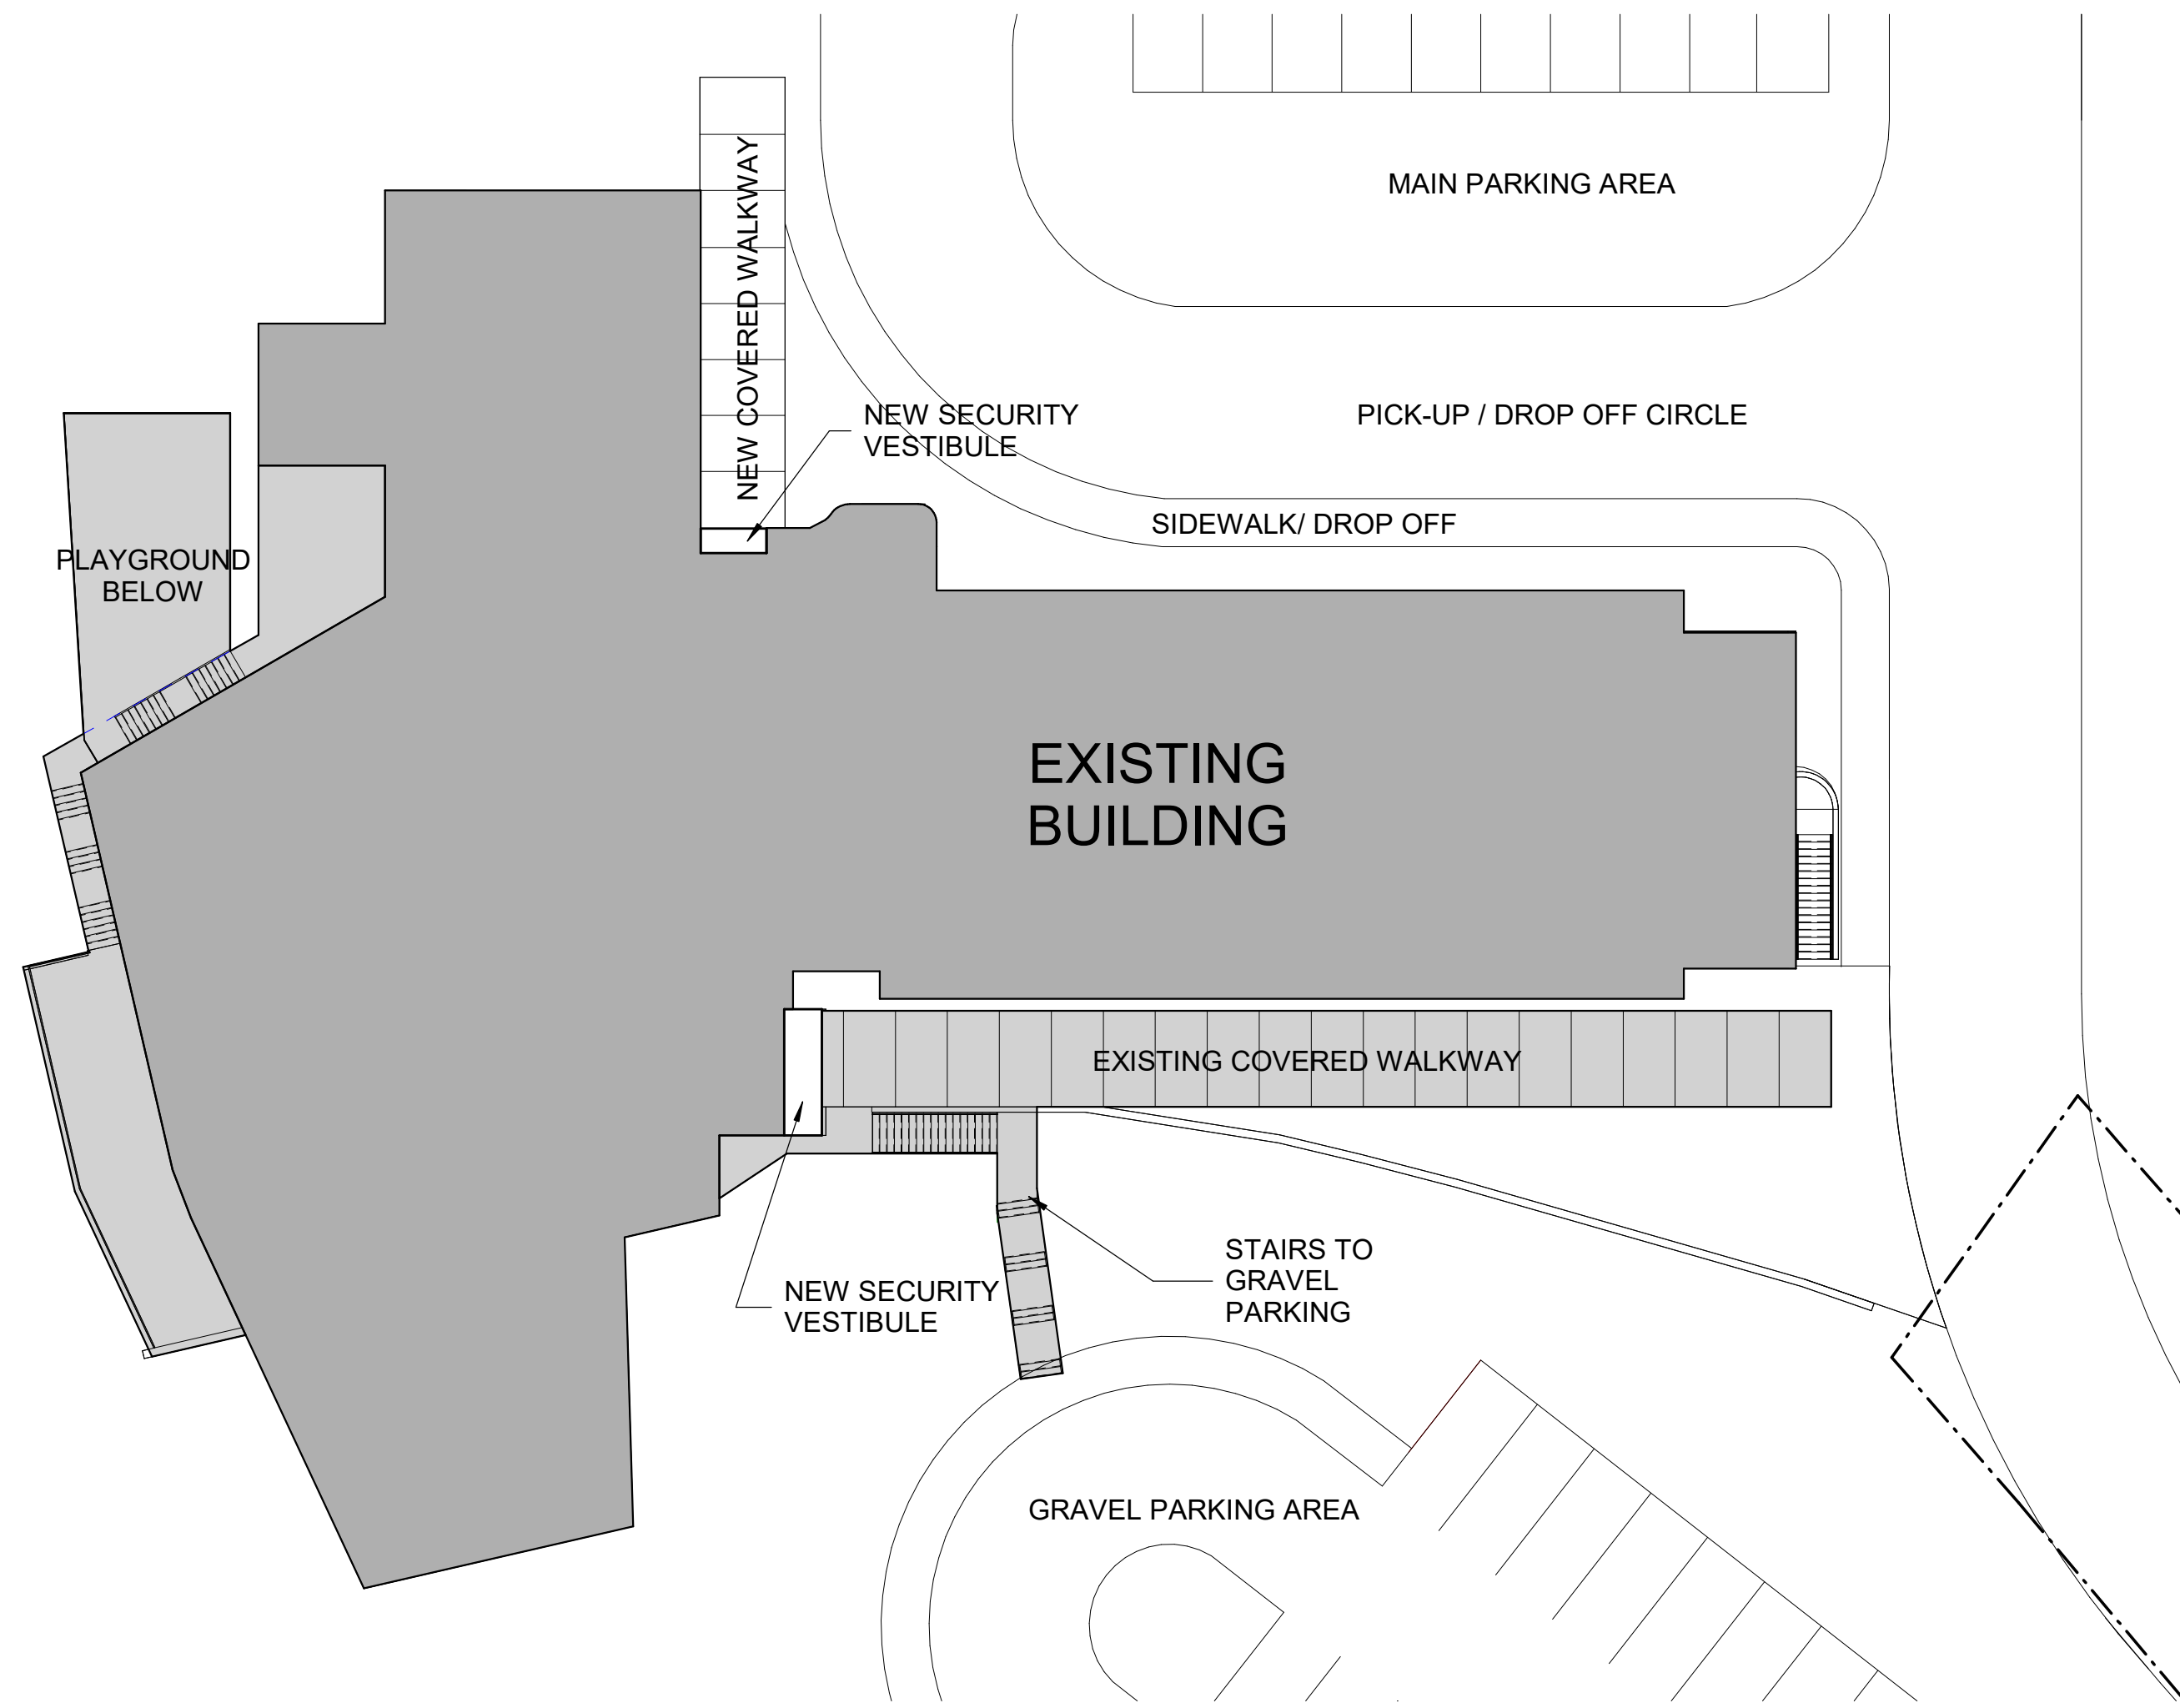 MAIN PARKING AREA
NEW COVERED WALKWAY
NEW SECURITY
VESTIBULE
PICK-UP / DROP OFF CIRCLE
SIDEWALK/ DROP OFF
PLAYGROUND
BELOW
EXISTING
BUILDING
EXISTING COVERED WALKWAY
NEW SECURITY
VESTIBULE
STAIRS TO
GRAVEL
PARKING
GRAVEL PARKING AREA